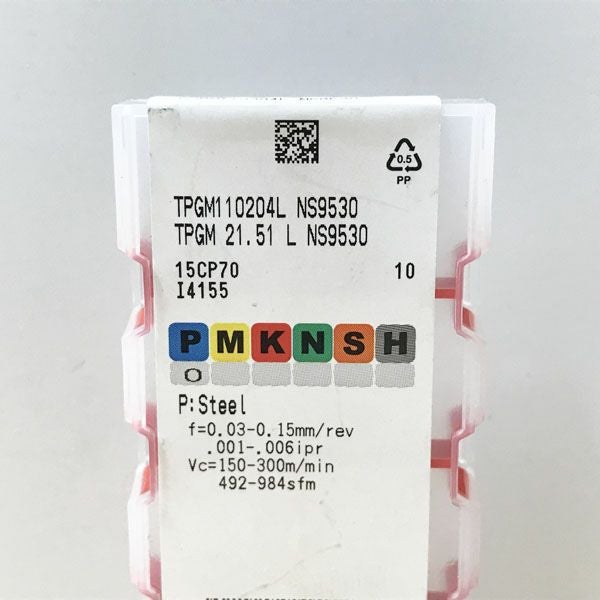 0.5
PP
TPGM110204L NS9530
TPGM 21.51 L NS9530
15CP70 10
I4155
P M K N S H
O
P:Steel
f=0.03-0.15mm/rev
.001-.006ipr
Vc=150-300m/min
492-984sfm